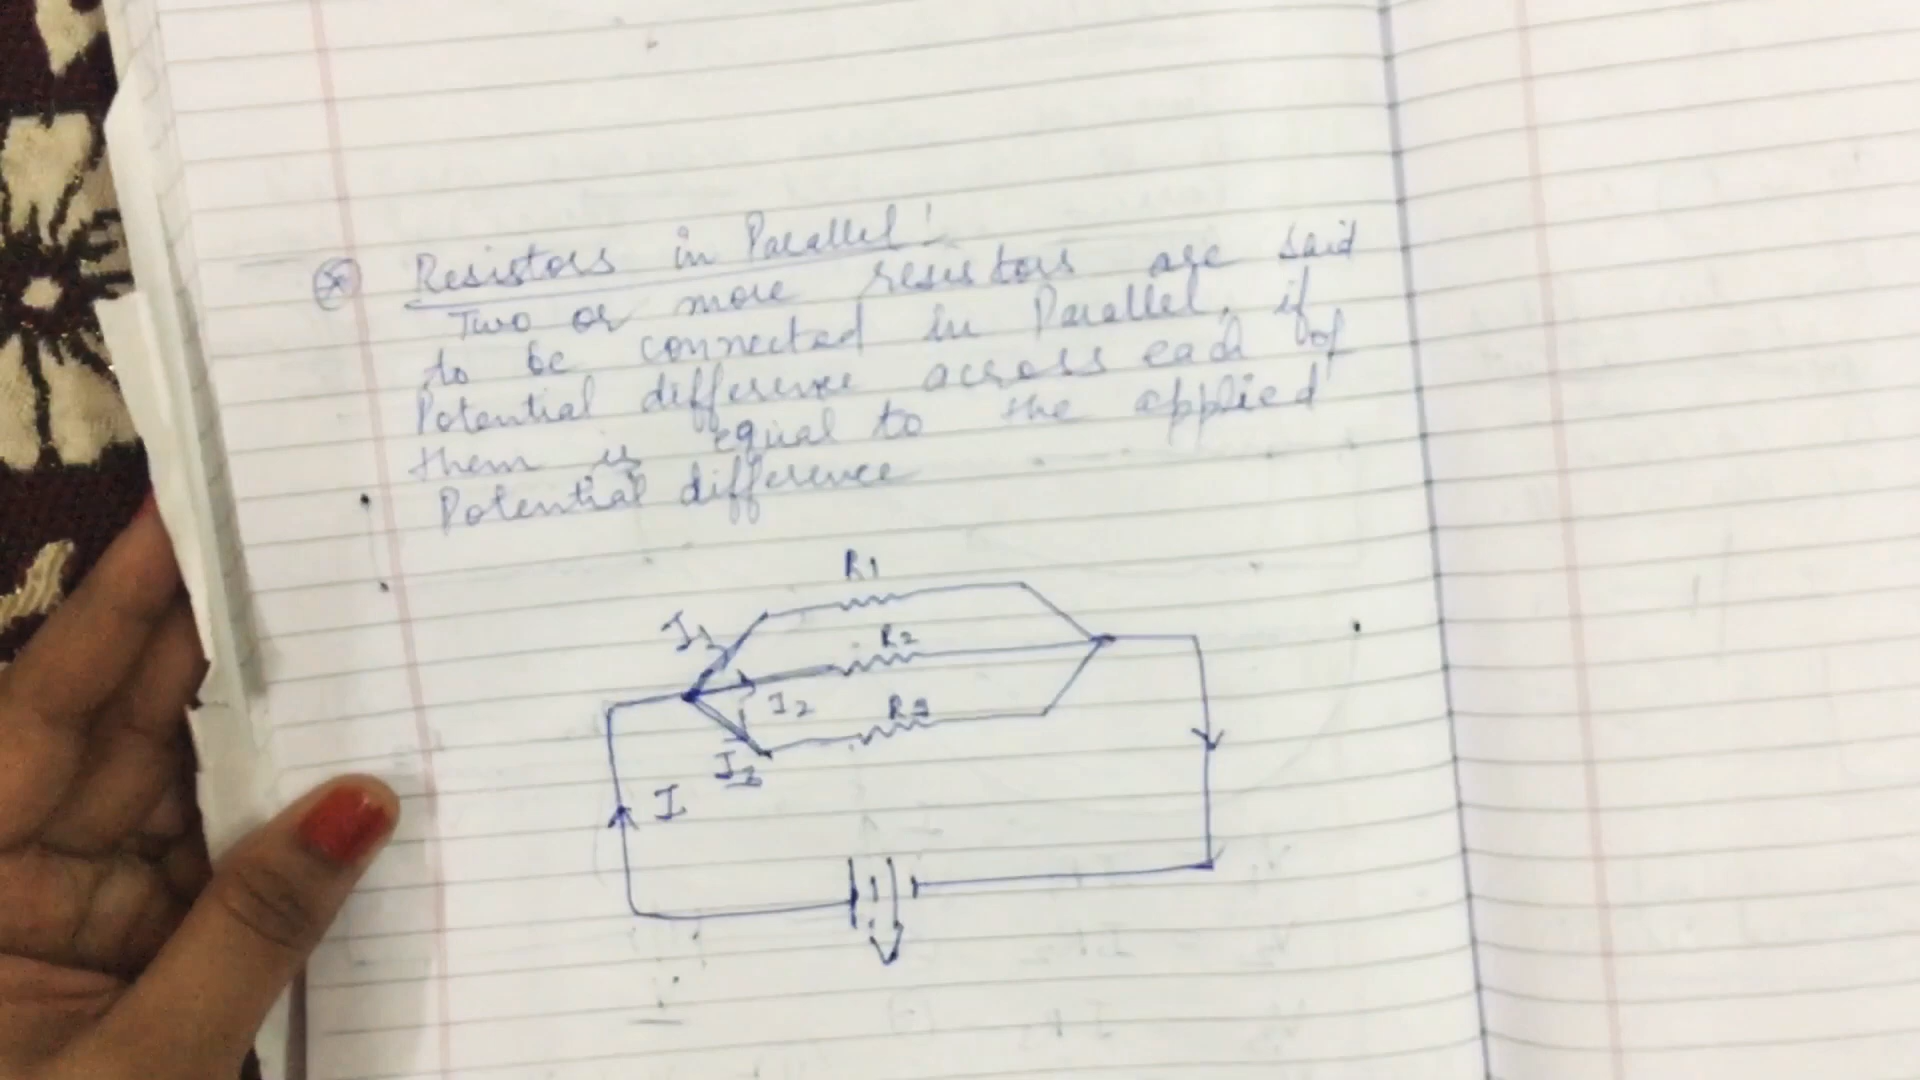 Resistors in Parallel!
Two or more resistors are said
to be connected in Parallel, if
Potential difference across each of
them is equal to the applied
Potential difference
R1
I1
R2
I2
R3
I3
I
V